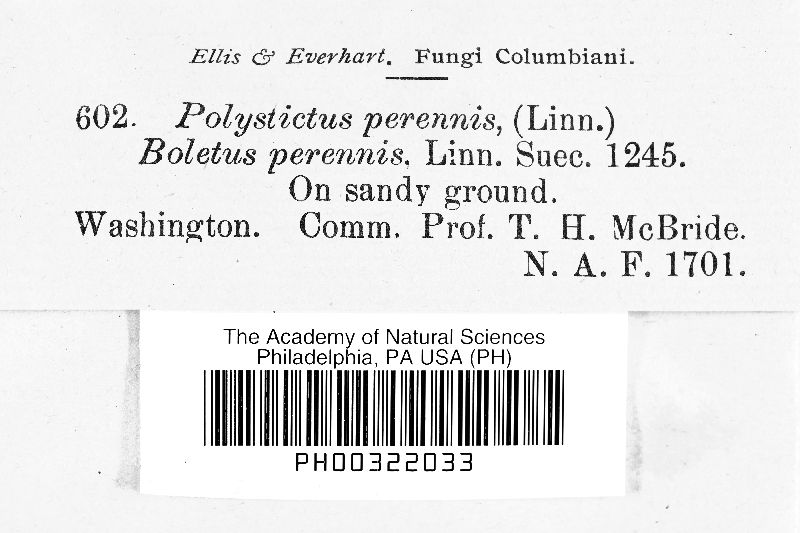 Ellis & Everhart. Fungi Columbiani.
602. Polystictus perennis, (Linn.)
Boletus perennis. Linn. Suec. 1245.
On sandy ground.
Washington. Comm. Prof. T. H. McBride.
N. A. F. 1701.
The Academy of Natural Sciences
Philadelphia, PA USA (PH)
PH00322033